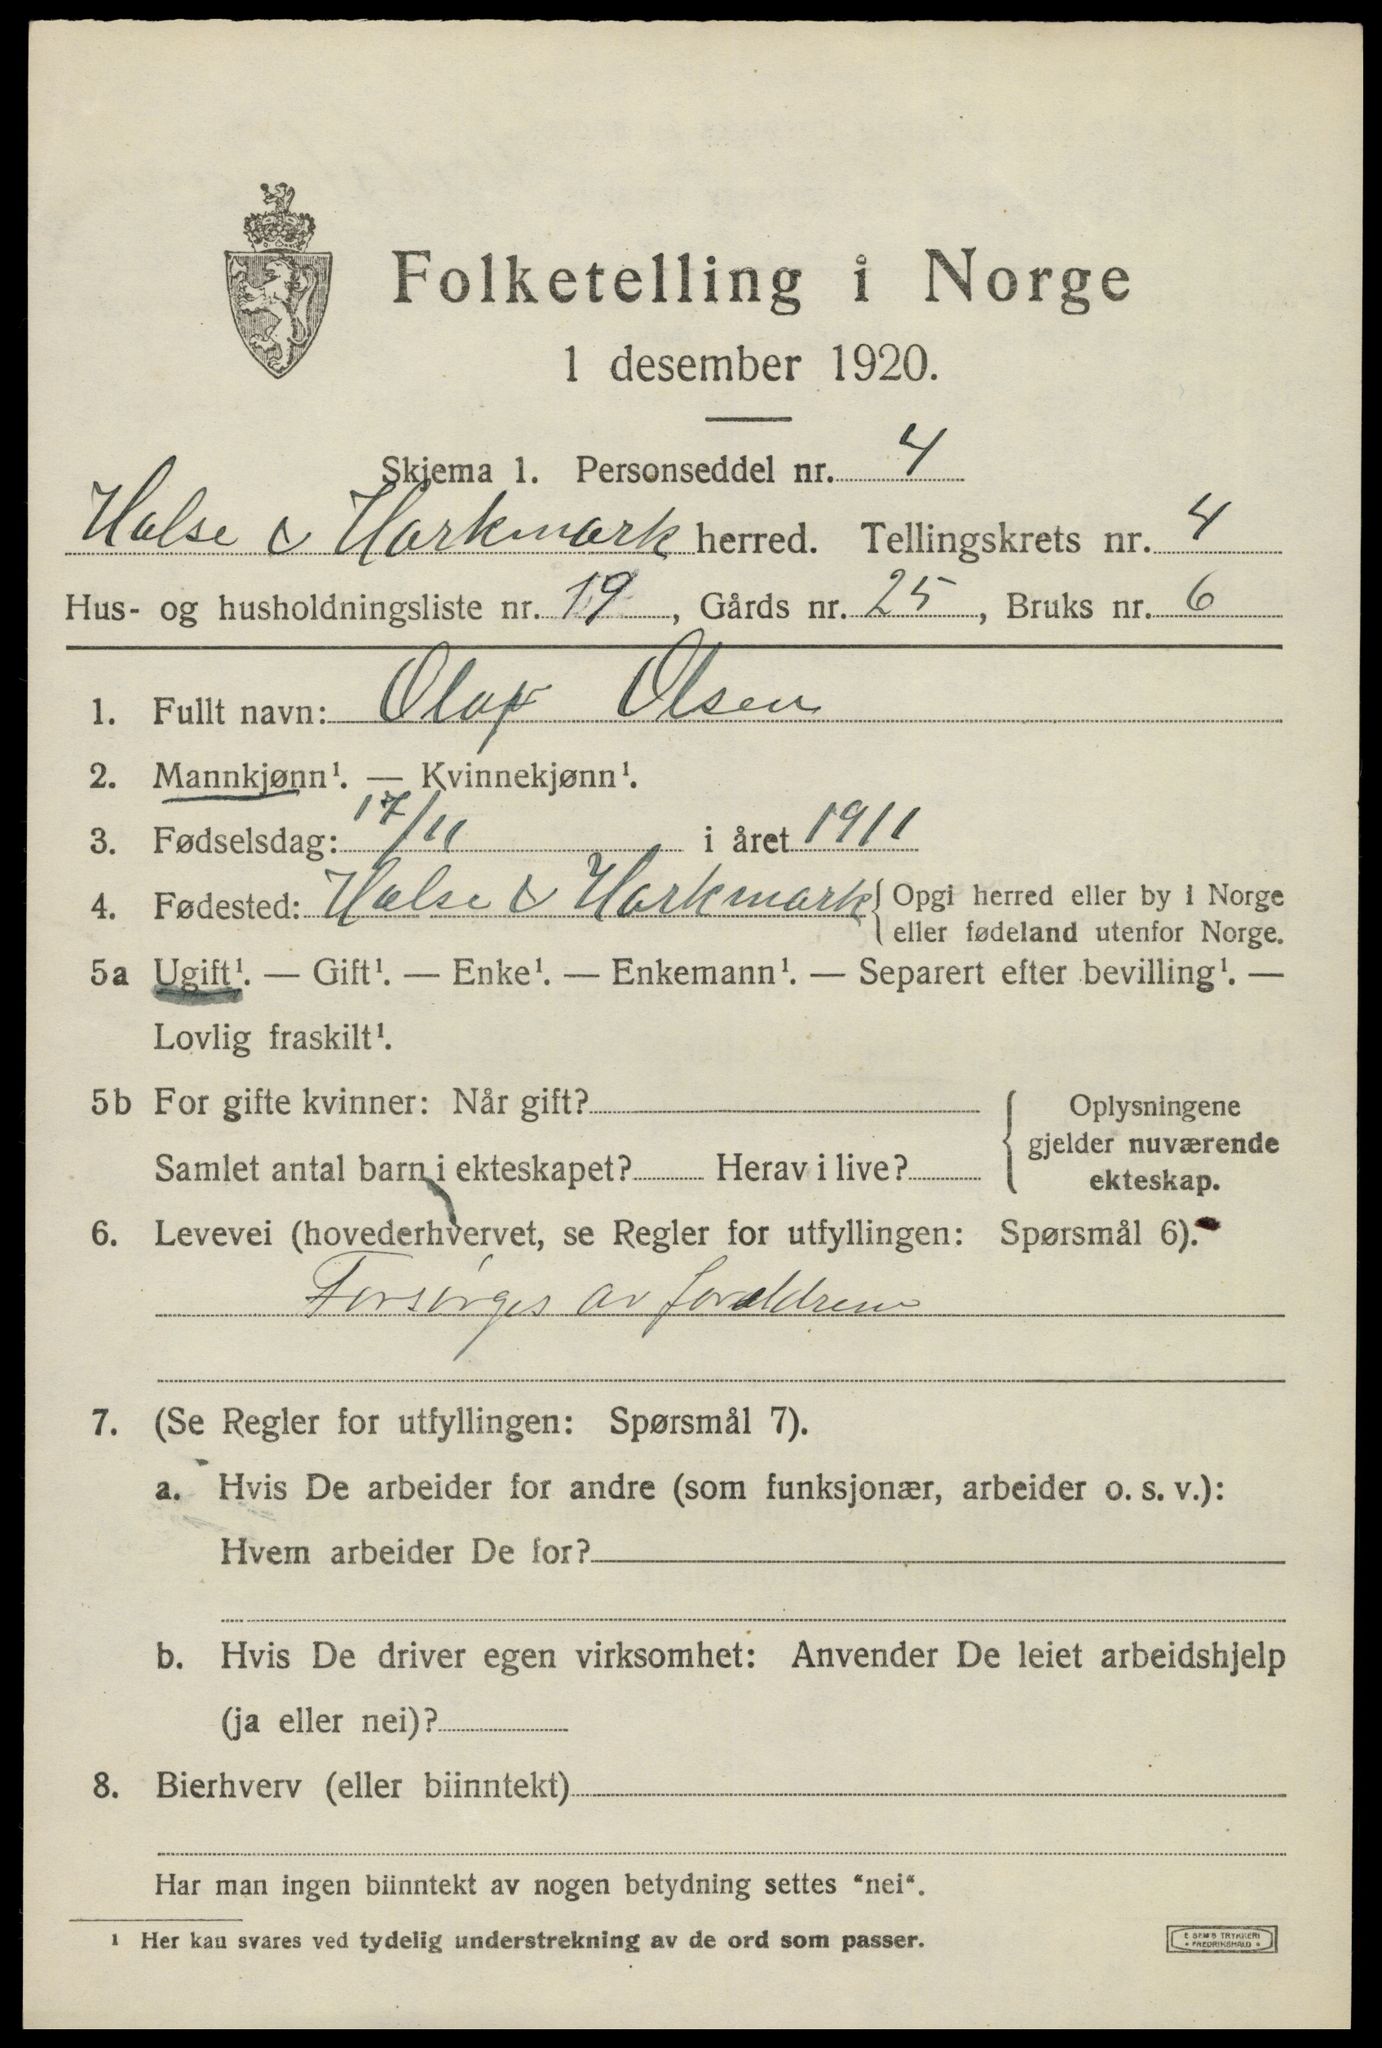 Folketelling i Norge
1 desember 1920.
Skjema 1. Personseddel nr. 4
Halse & Harkmark herred. Tellingskrets nr. 4
Hus- og husholdningsliste nr. 19, Gårds nr. 25, Bruks nr. 6
1. Fullt navn: Olaf Olsen
2. Mannkjønn¹. — Kvinnekjønn¹.
3. Fødselsdag: 17/11 i året 1911
4. Fødested: Halse & Harkmark { Opgi herred eller by i Norge
eller fødeland utenfor Norge.
5a Ugift¹. — Gift¹. — Enke¹. — Enkemann¹. — Separert efter bevilling¹. —
Lovlig fraskilt¹.
5b For gifte kvinner: Når gift? { Oplysningene
gjelder nuværende
Samlet antal barn i ekteskapet? Herav i live? ekteskap.
6. Levevei (hovederhvervet, se Regler for utfyllingen: Spørsmål 6).
Forsørges av foreldrene
7. (Se Regler for utfyllingen: Spørsmål 7).
a. Hvis De arbeider for andre (som funksjonær, arbeider o. s. v.):
Hvem arbeider De for?
b. Hvis De driver egen virksomhet: Anvender De leiet arbeidshjelp
(ja eller nei)?
8. Bierhverv (eller biinntekt)
Har man ingen biinntekt av nogen betydning settes "nei".
¹ Her kan svares ved tydelig understrekning av de ord som passer.
E SEMS TRYKKERI
• FREDRIKSHALD •